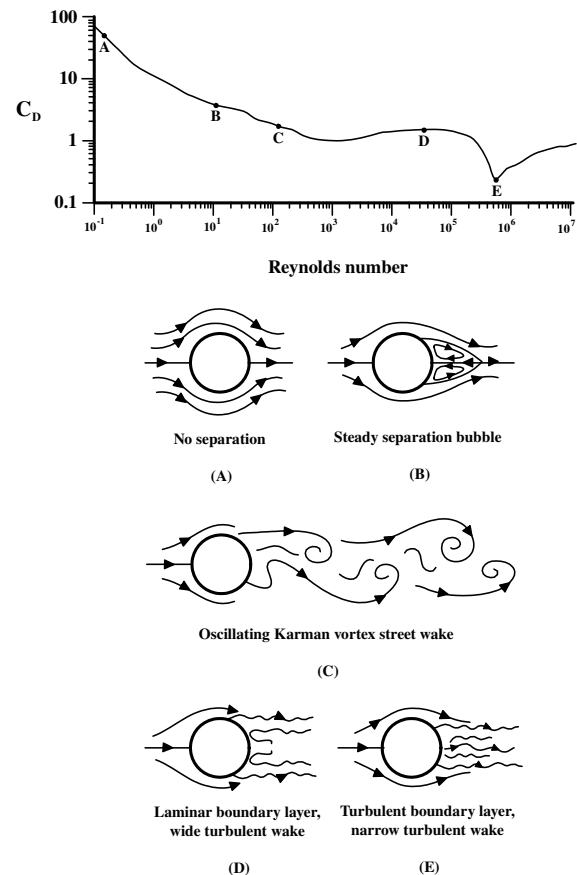 100
A
10
C_D
B
C
1
D
E
0.1
10^-1
10^0
10^1
10^2
10^3
10^4
10^5
10^6
10^7
Reynolds number
No separation
(A)
Steady separation bubble
(B)
Oscillating Karman vortex street wake
(C)
Laminar boundary layer,
wide turbulent wake
(D)
Turbulent boundary layer,
narrow turbulent wake
(E)